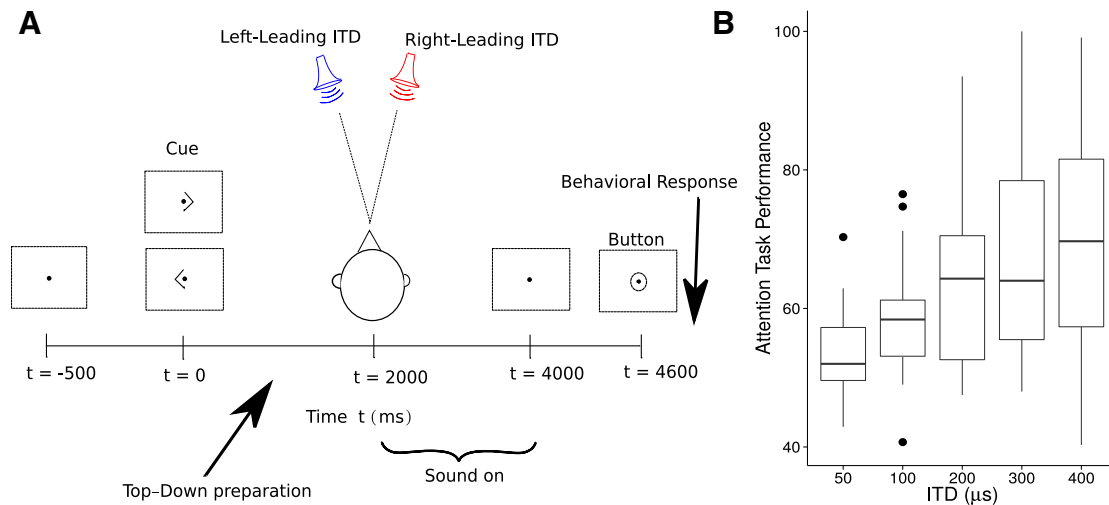 A
Left-Leading ITD
Right-Leading ITD
Cue
Behavioral Response
Button
t = -500
t = 0
t = 2000
t = 4000
t = 4600
Time t (ms)
Sound on
Top-Down preparation
B
Attention Task Performance
100
80
60
40
50
100
200
300
400
ITD (μs)